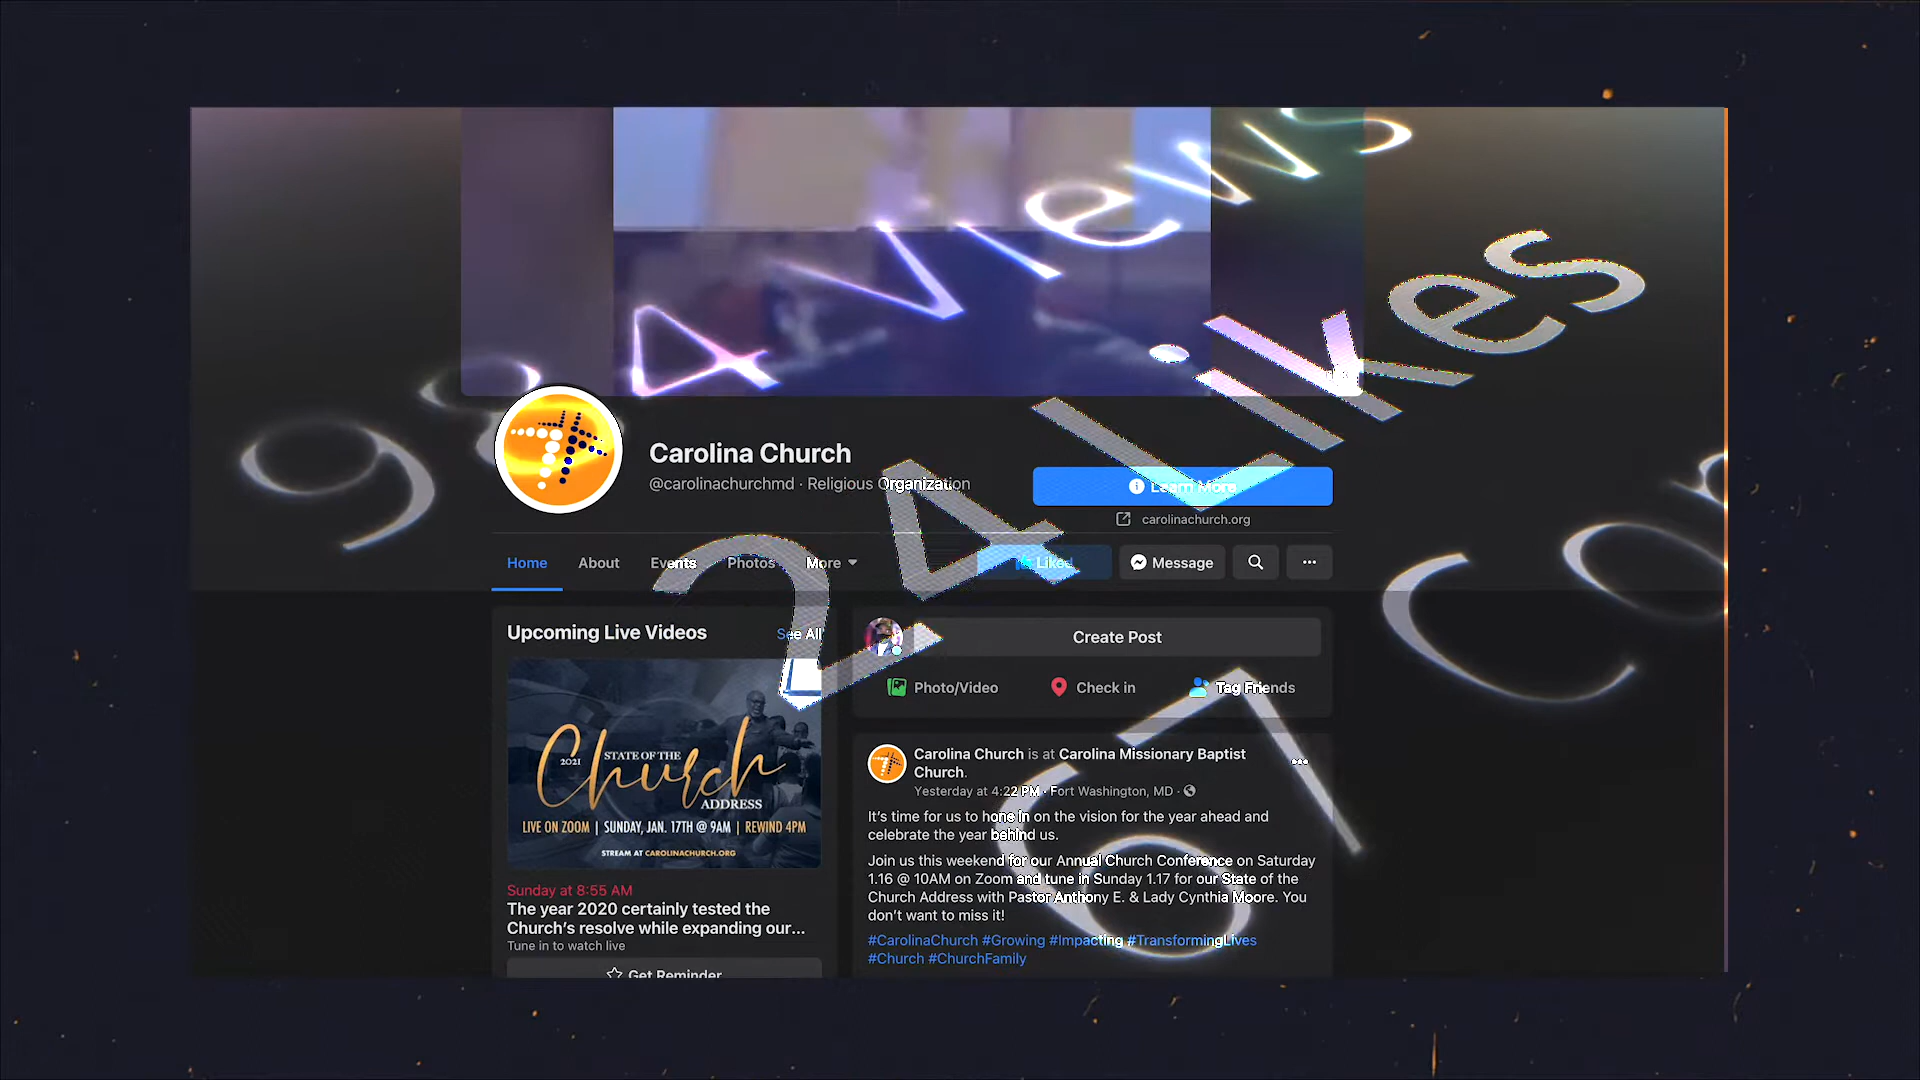 984 Views
24 Likes
67 Co
Carolina Church
@carolinachurchmd · Religious Organization
Learn More
carolinachurch.org
Home About Events Photos More
Liked Message
Upcoming Live Videos
See All
2021 STATE OF THE
Church
ADDRESS
LIVE ON ZOOM | SUNDAY, JAN. 17TH @ 9AM | REWIND 4PM
STREAM AT CAROLINACHURCH.ORG
Sunday at 8:55 AM
The year 2020 certainly tested the
Church's resolve while expanding our...
Tune in to watch live
Get Reminder
Create Post
Photo/Video Check in Tag Friends
Carolina Church is at Carolina Missionary Baptist
Church.
Yesterday at 4:22 PM · Fort Washington, MD ·
It's time for us to hone in on the vision for the year ahead and
celebrate the year behind us.
Join us this weekend for our Annual Church Conference on Saturday
1.16 @ 10AM on Zoom and tune in Sunday 1.17 for our State of the
Church Address with Pastor Anthony E. & Lady Cynthia Moore. You
don't want to miss it!
#CarolinaChurch #Growing #Impacting #TransformingLives
#Church #ChurchFamily